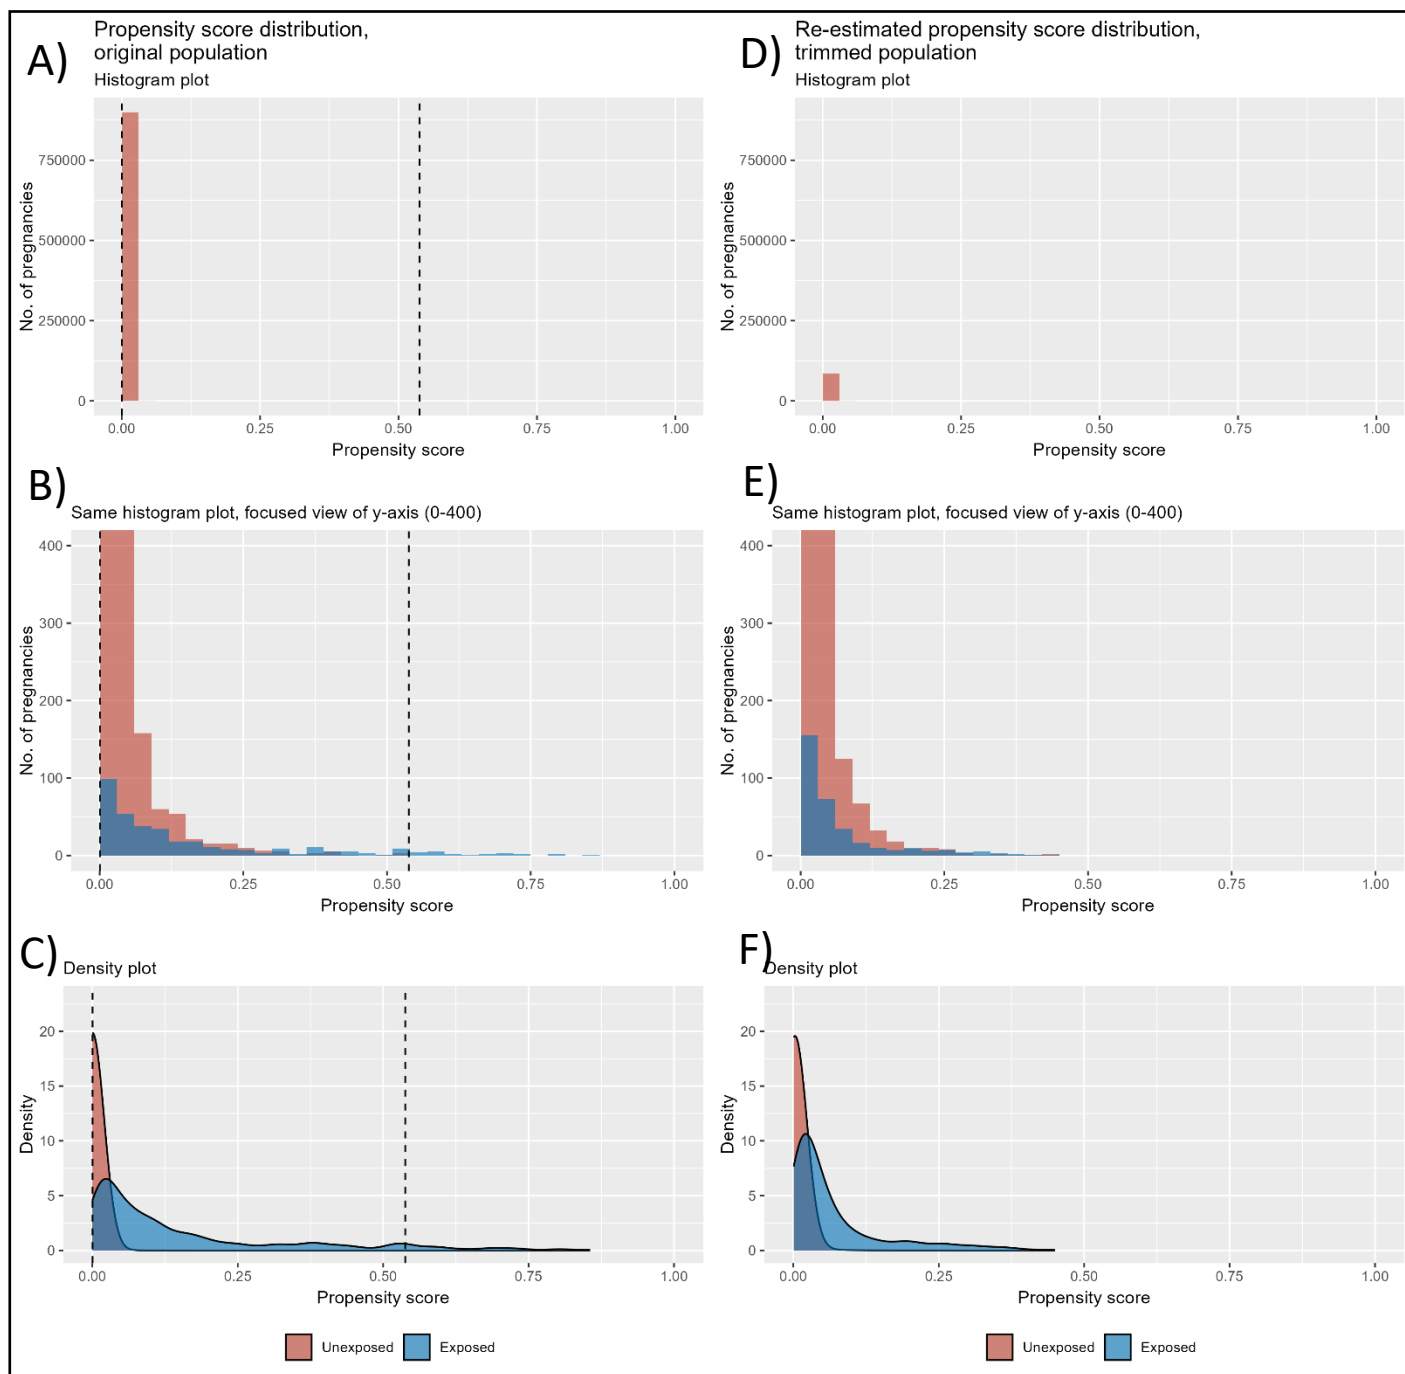 A)
Propensity score distribution,
original population
Histogram plot
No. of pregnancies
750000
500000
250000
0
0.00 0.25 0.50 0.75 1.00
Propensity score
D)
Re-estimated propensity score distribution,
trimmed population
Histogram plot
No. of pregnancies
750000
500000
250000
0
0.00 0.25 0.50 0.75 1.00
Propensity score
B)
Same histogram plot, focused view of y-axis (0-400)
No. of pregnancies
400
300
200
100
0
0.00 0.25 0.50 0.75 1.00
Propensity score
E)
Same histogram plot, focused view of y-axis (0-400)
No. of pregnancies
400
300
200
100
0
0.00 0.25 0.50 0.75 1.00
Propensity score
C)
Density plot
Density
20
15
10
5
0
0.00 0.25 0.50 0.75 1.00
Propensity score
Unexposed Exposed
F)
Density plot
Density
20
15
10
5
0
0.00 0.25 0.50 0.75 1.00
Propensity score
Unexposed Exposed